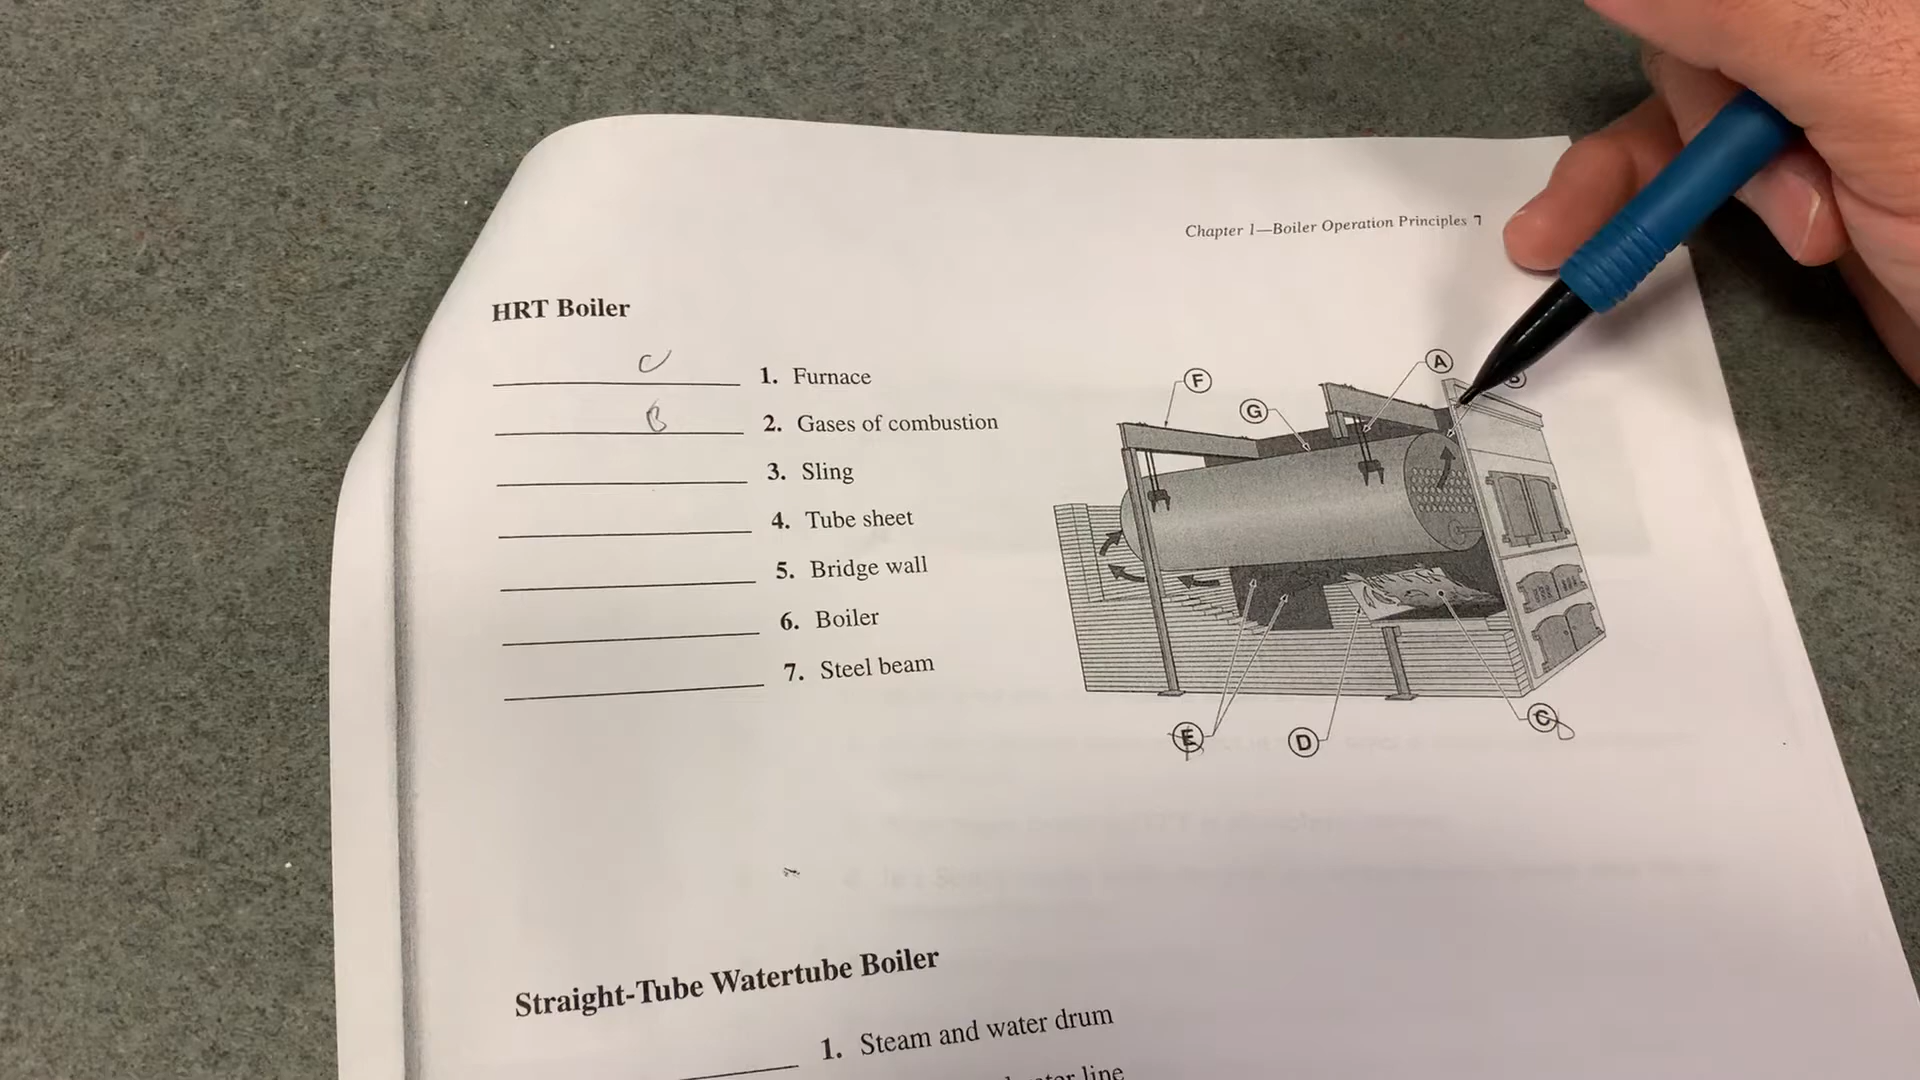 Chapter 1—Boiler Operation Principles 7
HRT Boiler
C 1. Furnace
B 2. Gases of combustion
3. Sling
4. Tube sheet
5. Bridge wall
6. Boiler
7. Steel beam
A
B
F
G
E
D
C
Straight-Tube Watertube Boiler
1. Steam and water drum
line